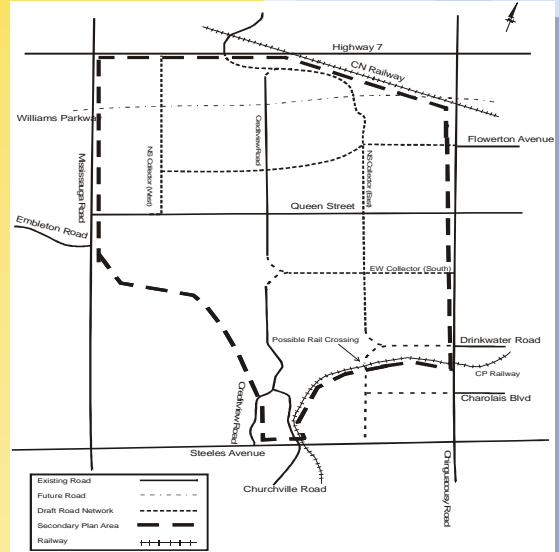 Highway 7
CN Railway
Williams Parkway
Flowerton Avenue
Mississauga Road
NS Collector (West)
Creditview Road
NS Collector (East)
Queen Street
Embleton Road
EW Collector (South)
Possible Rail Crossing
Drinkwater Road
CP Railway
Creditview Road
Charolais Blvd
Steeles Avenue
Chinguacousy Road
Churchville Road
Existing Road
Future Road
Draft Road Network
Secondary Plan Area
Railway